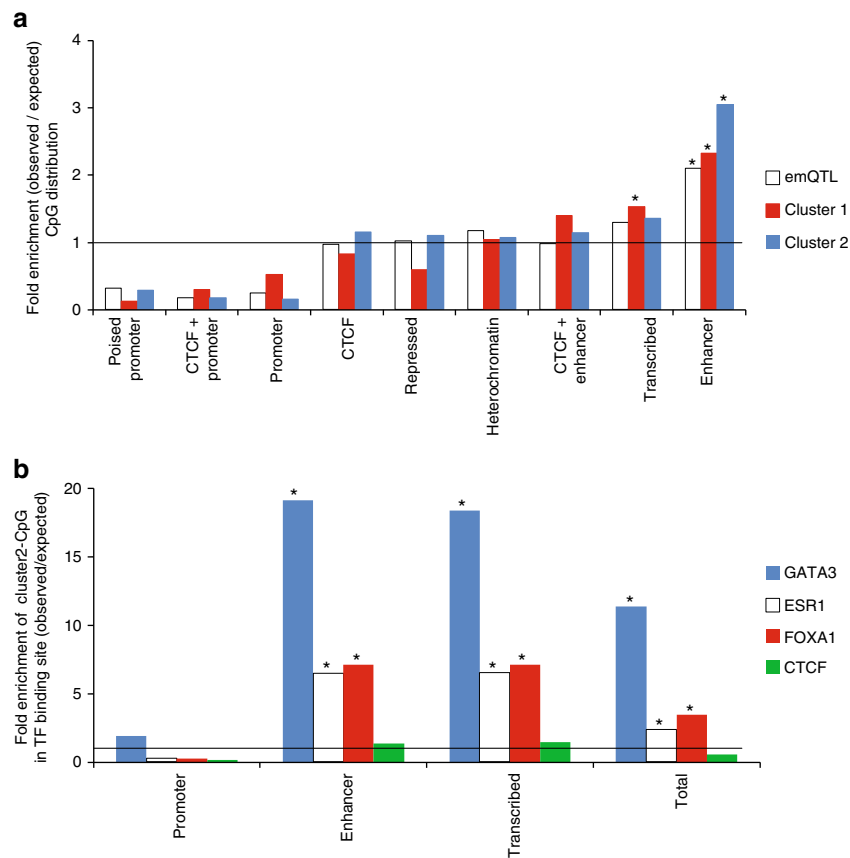 a
Fold enrichment (observed / expected)
CpG distribution
4
3
2
1
0
*
*
*
*
Poised
promoter
CTCF +
promoter
Promoter
CTCF
Repressed
Heterochromatin
CTCF +
enhancer
Transcribed
Enhancer
emQTL
Cluster 1
Cluster 2
b
Fold enrichment of cluster2-CpG
in TF binding site (observed/expected)
20
15
10
5
0
*
*
*
*
*
*
*
*
*
Promoter
Enhancer
Transcribed
Total
GATA3
ESR1
FOXA1
CTCF